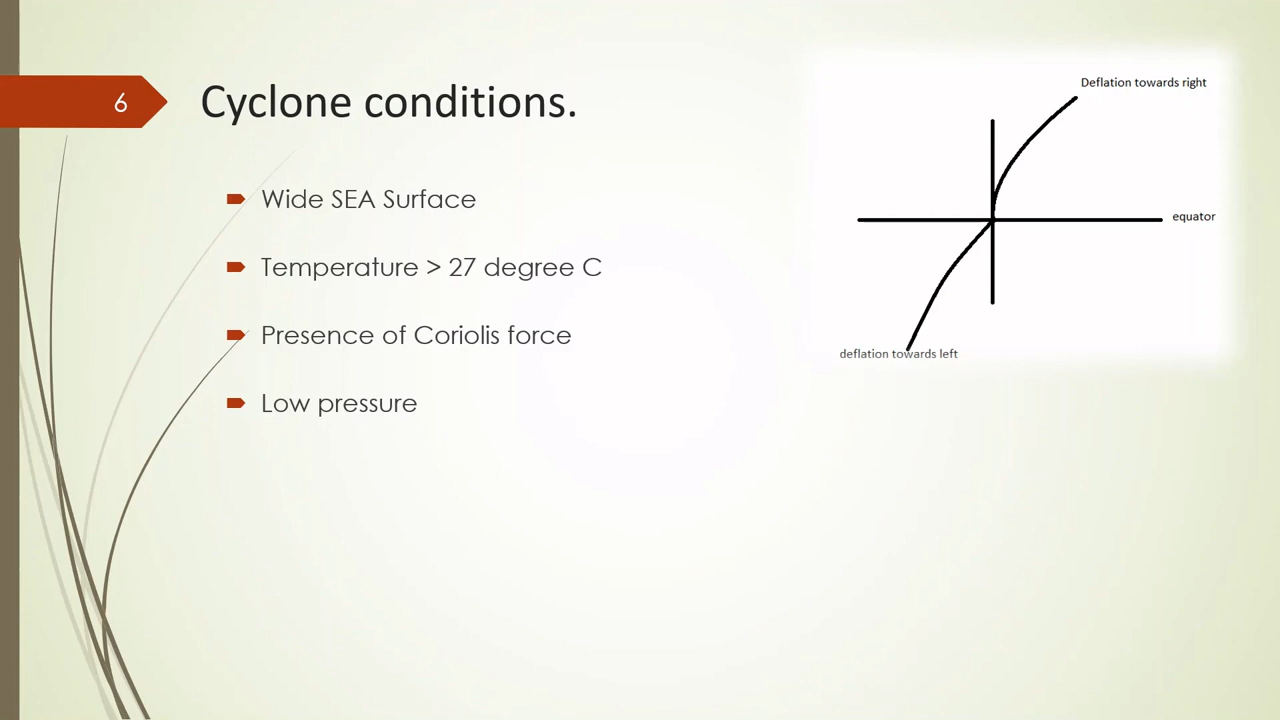 6
Cyclone conditions.
Wide SEA Surface
Temperature > 27 degree C
Presence of Coriolis force
Low pressure
Deflation towards right
equator
deflation towards left